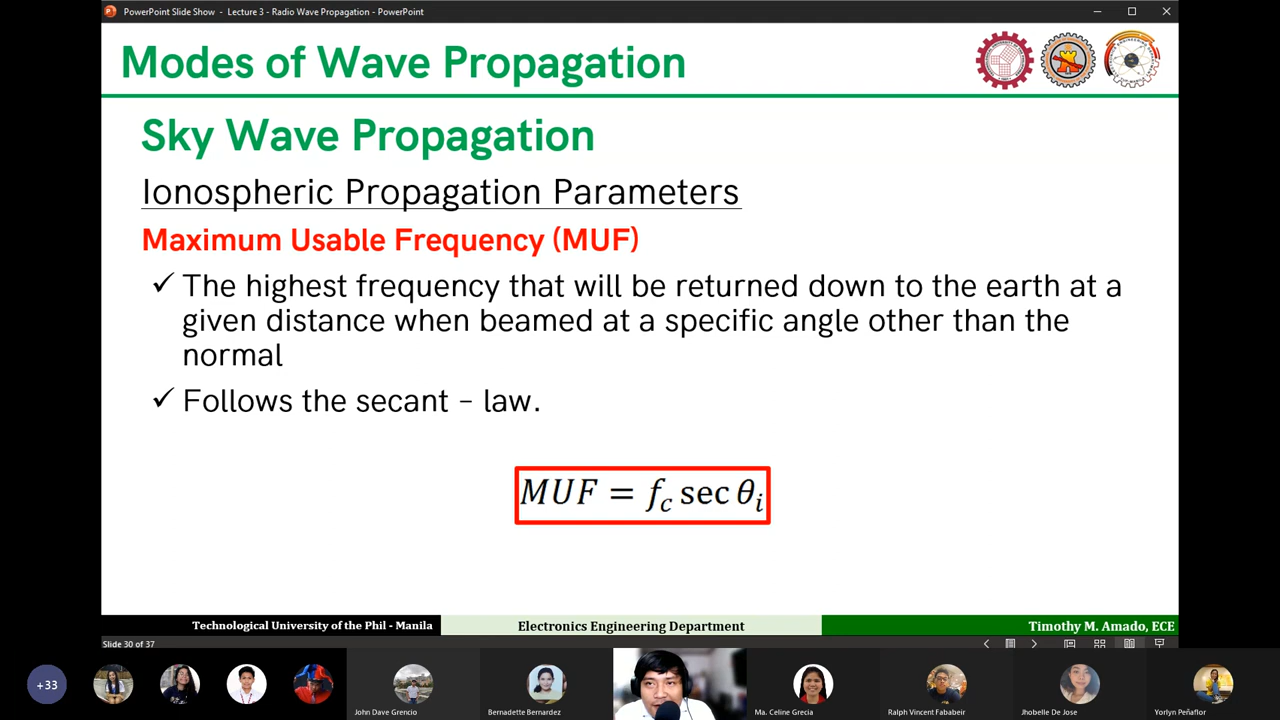 PowerPoint Slide Show - Lecture 3 - Radio Wave Propagation - PowerPoint
Modes of Wave Propagation
Sky Wave Propagation
Ionospheric Propagation Parameters
Maximum Usable Frequency (MUF)
✓ The highest frequency that will be returned down to the earth at a
given distance when beamed at a specific angle other than the
normal
✓ Follows the secant – law.
MUF = f_c sec θ_i
Technological University of the Phil - Manila
Electronics Engineering Department
Timothy M. Amado, ECE
Slide 30 of 37
+33
John Dave Grencio
Bernadette Bernardez
Ma. Celine Grecia
Ralph Vincent Fababeir
Jhobelle De Jose
Yorlyn Peñaflor